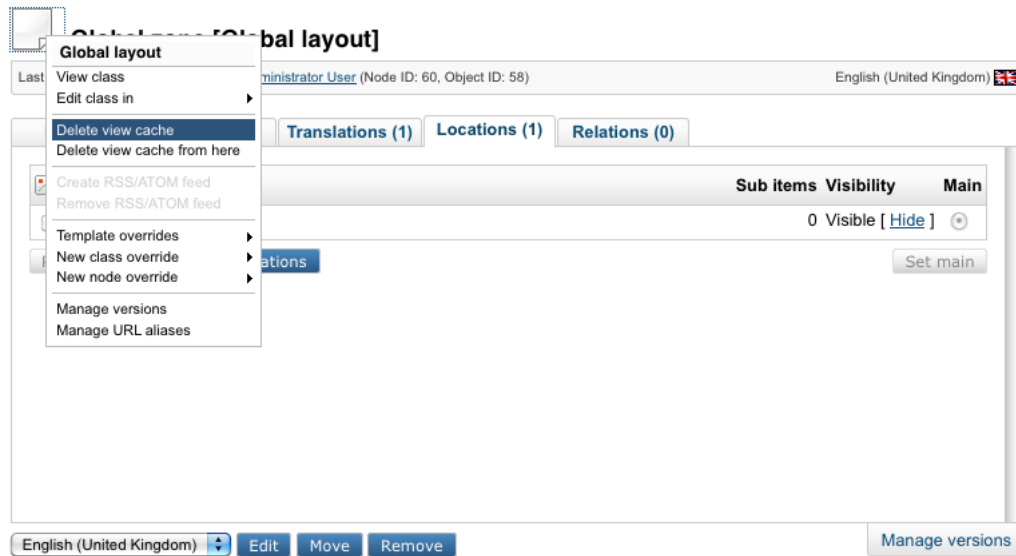 [Global layout]
Global layout
Last
ministrator User (Node ID: 60, Object ID: 58)
English (United Kingdom)
View class
Edit class in
Translations (1)
Locations (1)
Relations (0)
Delete view cache
Delete view cache from here
Create RSS/ATOM feed
Remove RSS/ATOM feed
Sub items Visibility Main
0 Visible [ Hide ]
Template overrides
New class override
New node override
ations
Set main
Manage versions
Manage URL aliases
English (United Kingdom)
Edit
Move
Remove
Manage versions